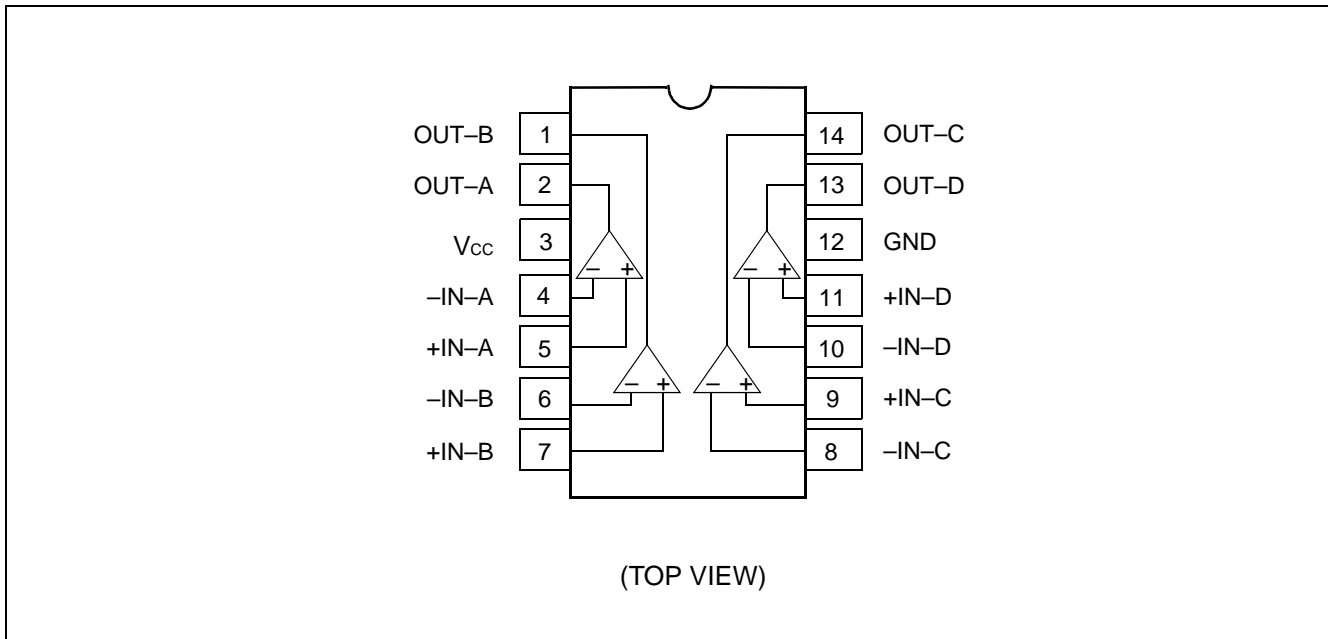 OUT–B 1 14 OUT–C
OUT–A 2 13 OUT–D
VCC 3 12 GND
– + – +
–IN–A 4 11 +IN–D
+IN–A 5 10 –IN–D
– + – +
–IN–B 6 9 +IN–C
+IN–B 7 8 –IN–C
(TOP VIEW)